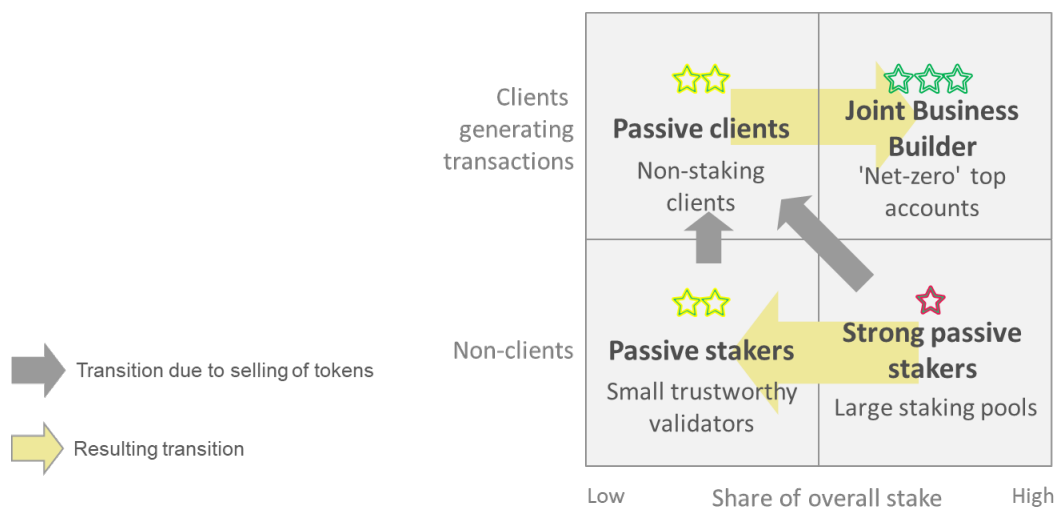 Clients
generating
transactions
Passive clients
Non-staking
clients
Joint Business
Builder
'Net-zero' top
accounts
Non-clients
Passive stakers
Small trustworthy
validators
Strong passive
stakers
Large staking pools
Transition due to selling of tokens
Resulting transition
Low
Share of overall stake
High